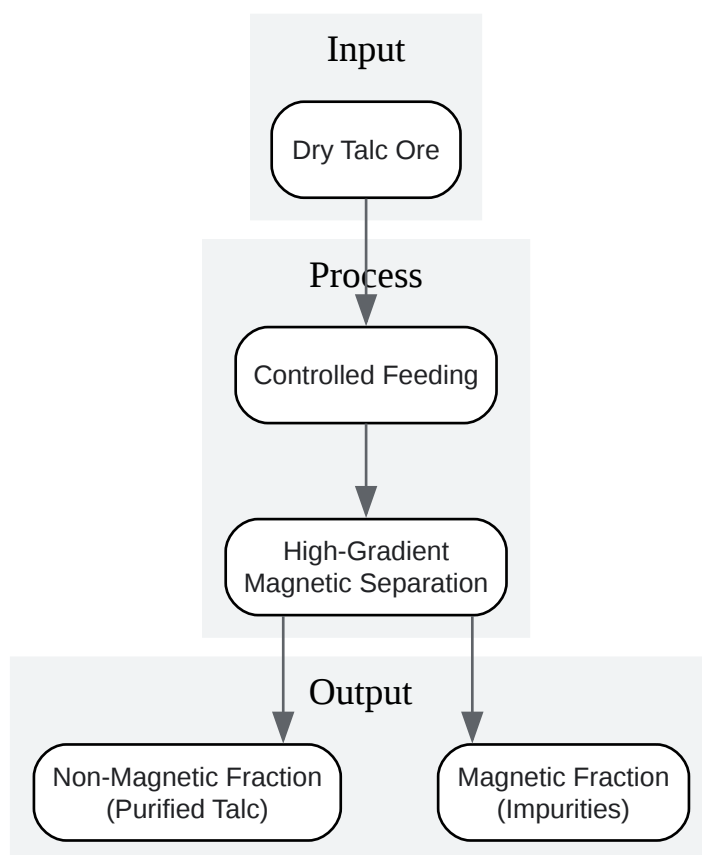 Input
Dry Talc Ore
Process
Controlled Feeding
High-Gradient
Magnetic Separation
Output
Non-Magnetic Fraction
(Purified Talc)
Magnetic Fraction
(Impurities)